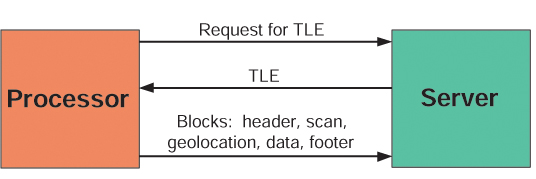 Request for TLE
TLE
Processor
Server
Blocks: header, scan,
geolocation, data, footer